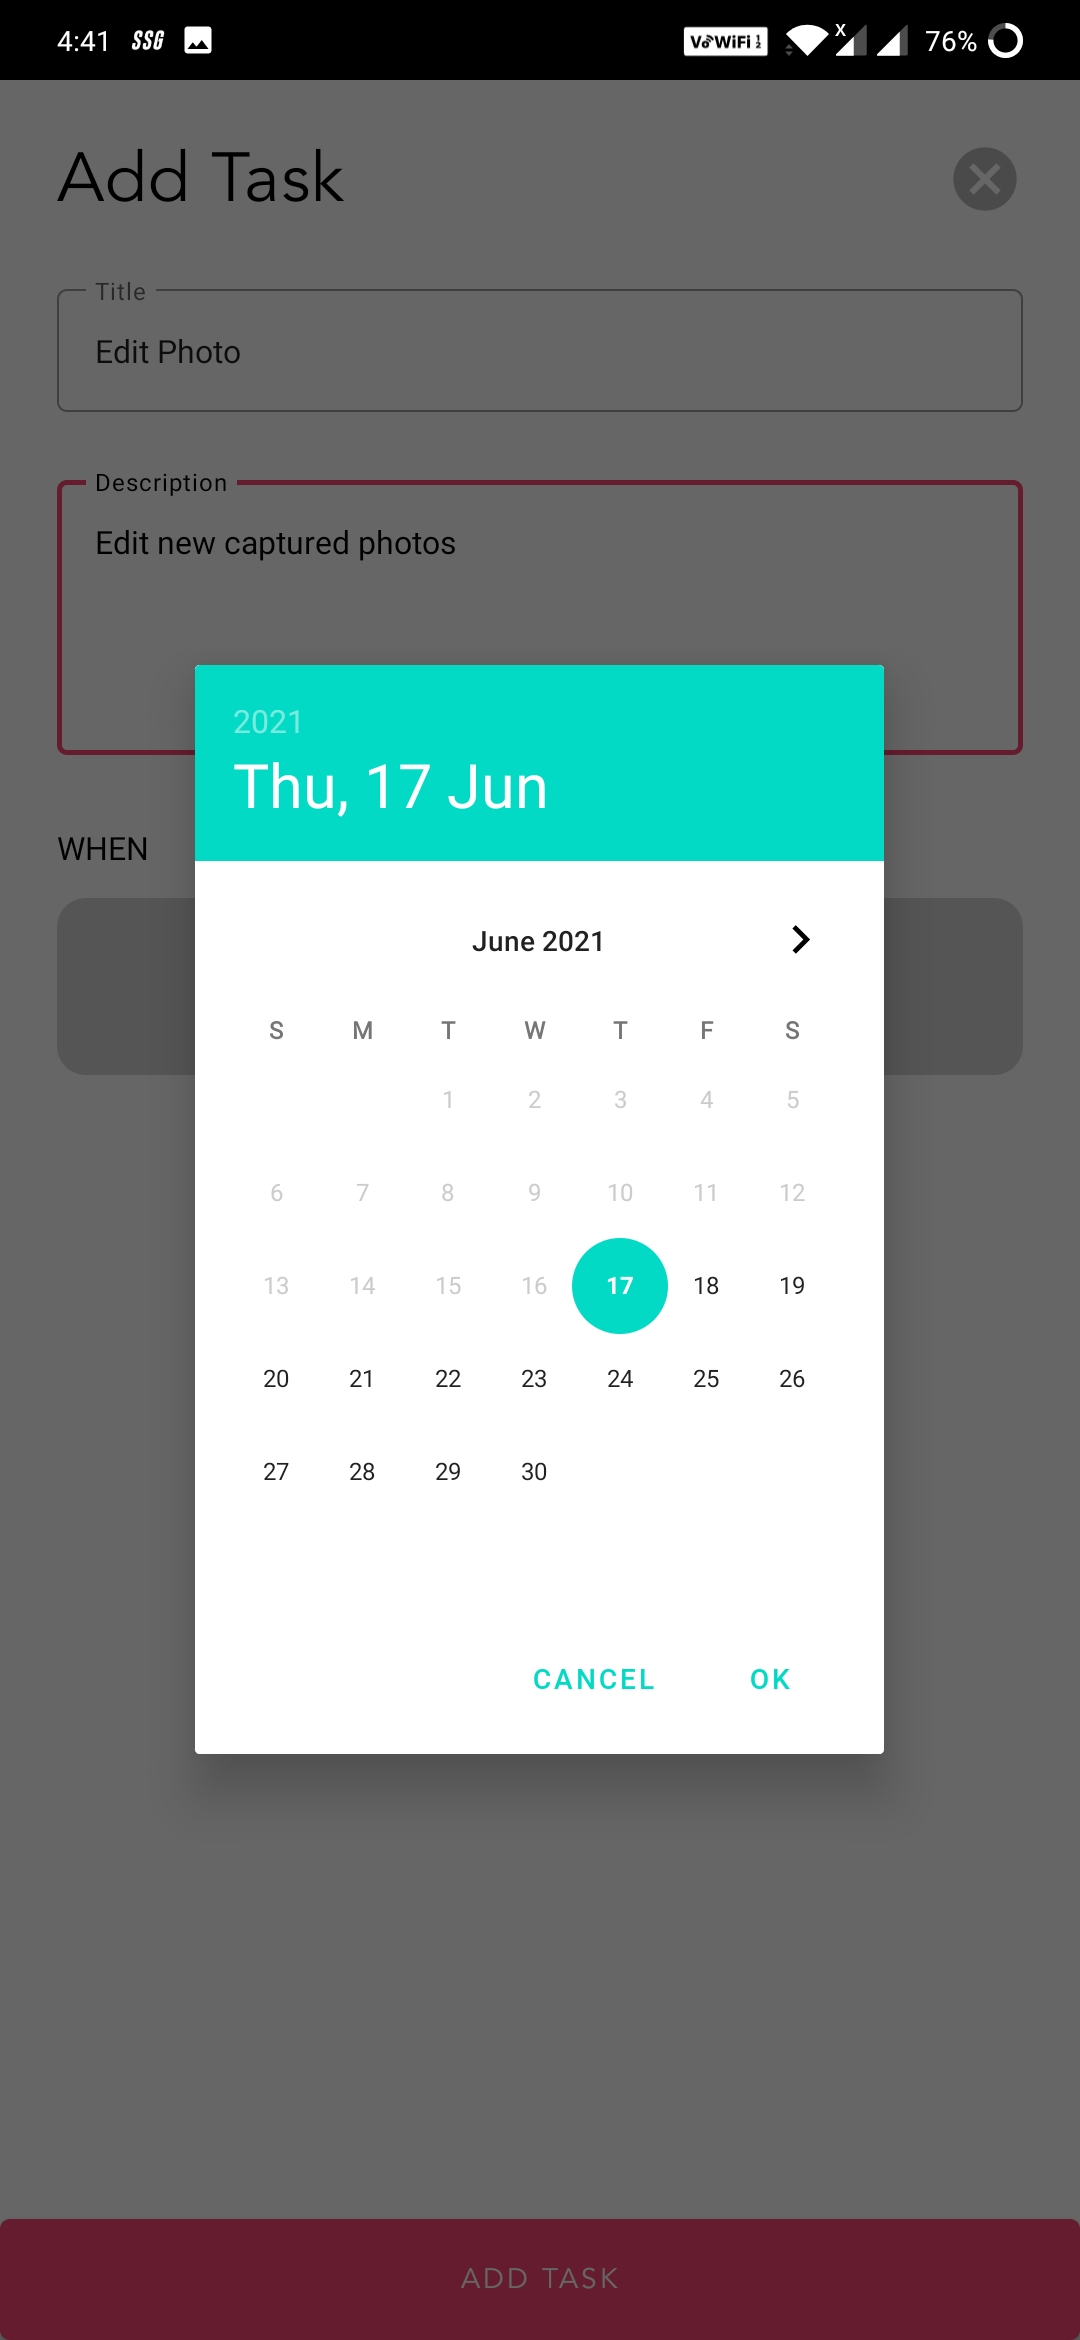 4:41 SSG VoWiFi 1 2 X 76%
Add Task
Title
Edit Photo
Description
Edit new captured photos
2021
Thu, 17 Jun
WHEN
June 2021
S M T W T F S
1 2 3 4 5
6 7 8 9 10 11 12
13 14 15 16 17 18 19
20 21 22 23 24 25 26
27 28 29 30
CANCEL OK
ADD TASK